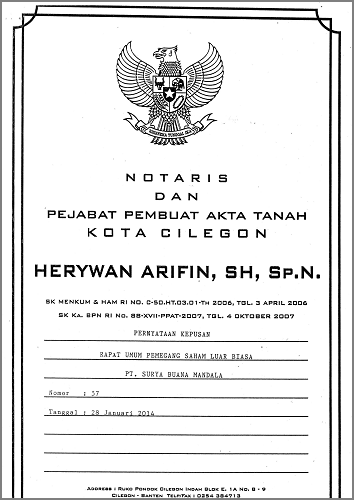 BHINNEKA TUNGGAL IKA
NOTARIS
DAN
PEJABAT PEMBUAT AKTA TANAH
KOTA CILEGON
HERYWAN ARIFIN, SH, SP.N.
SK MENKUM & HAM RI NO. C-50.HT.03.01-TH 2006, TGL. 3 APRIL 2006
SK KA. BPN RI NO. 88-XVII-PPAT-2007, TGL. 4 OKTOBER 2007
PERNYATAAN KEPUSAN
RAPAT UMUM PEMEGANG SAHAM LUAR BIASA
PT. SURYA BUANA MANDALA
Nomor : 57
Tanggal : 28 Januari 2014
ADDRESS : RUKO PONDOK CILEGON INDAH BLOK E. 1A NO. 8 - 9
CILEGON - BANTEN TELP/FAX : 0254 384713